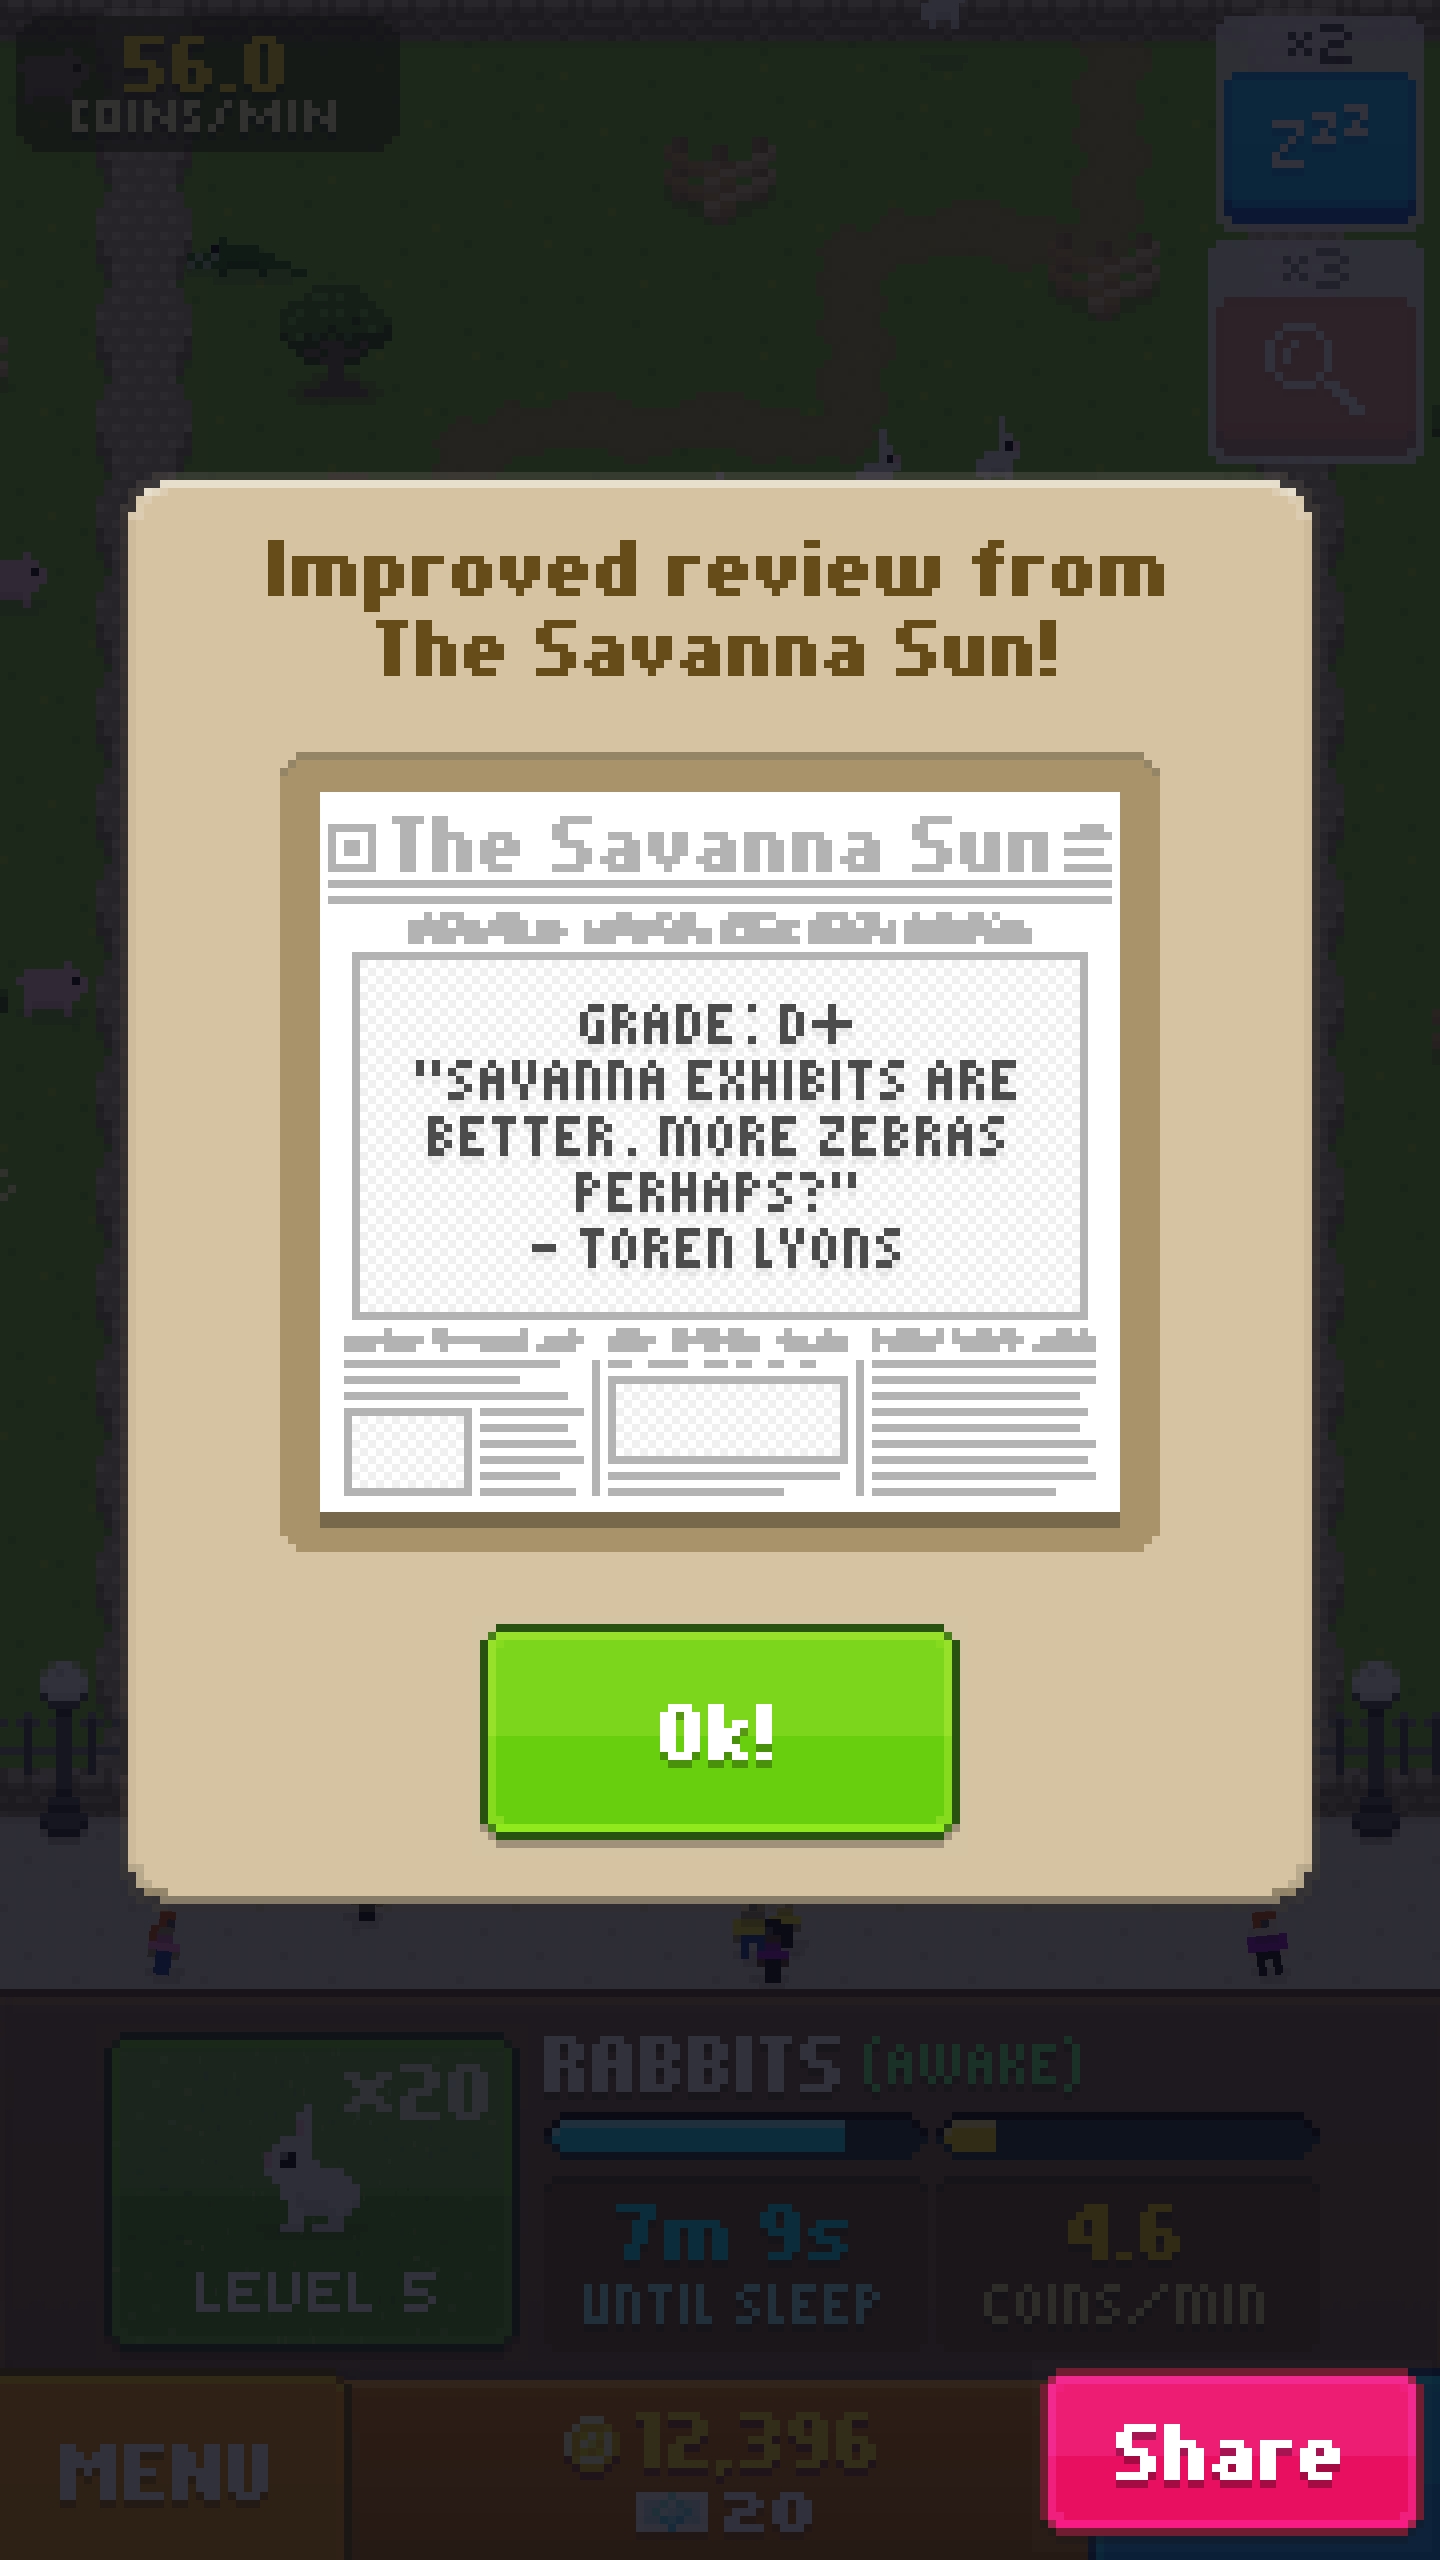 56.0
COINS/MIN
x2
zzz
x3
Improved review from
The Savanna Sun!
The Savanna Sun
GRADE: D+
"SAVANNA EXHIBITS ARE
BETTER. MORE ZEBRAS
PERHAPS?"
- TOREN LYONS
Ok!
RABBITS (AWAKE)
x20
LEVEL 5
7m 9s
UNTIL SLEEP
4.6
COINS/MIN
MENU
12,396
20
Share